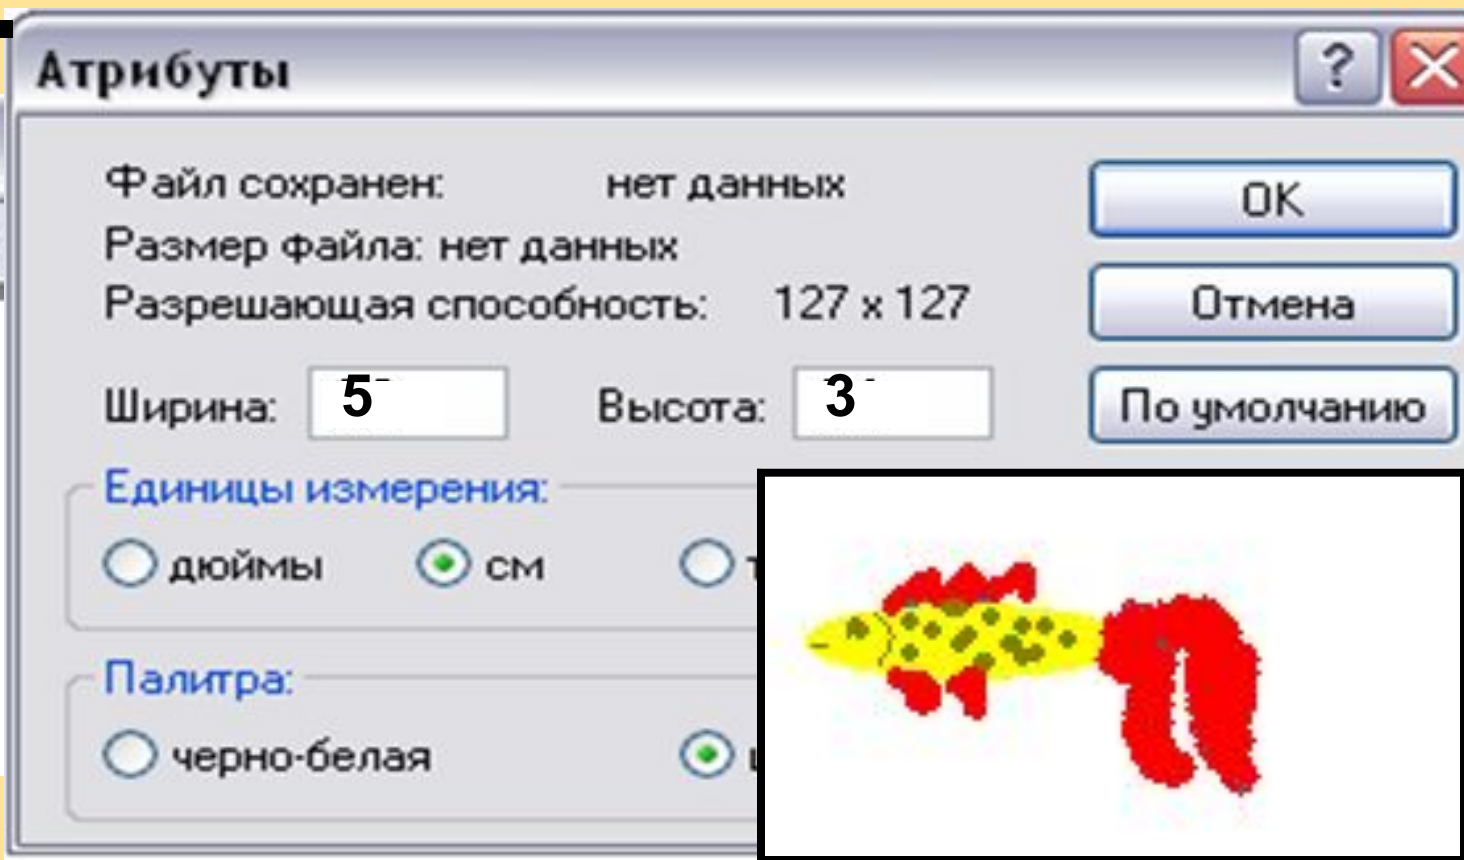 Атрибуты
?
Файл сохранен: нет данных
Размер файла: нет данных
Разрешающая способность: 127 x 127
OK
Отмена
Ширина: 5 Высота: 3
По умолчанию
Единицы измерения:
дюймы см
Палитра:
черно-белая